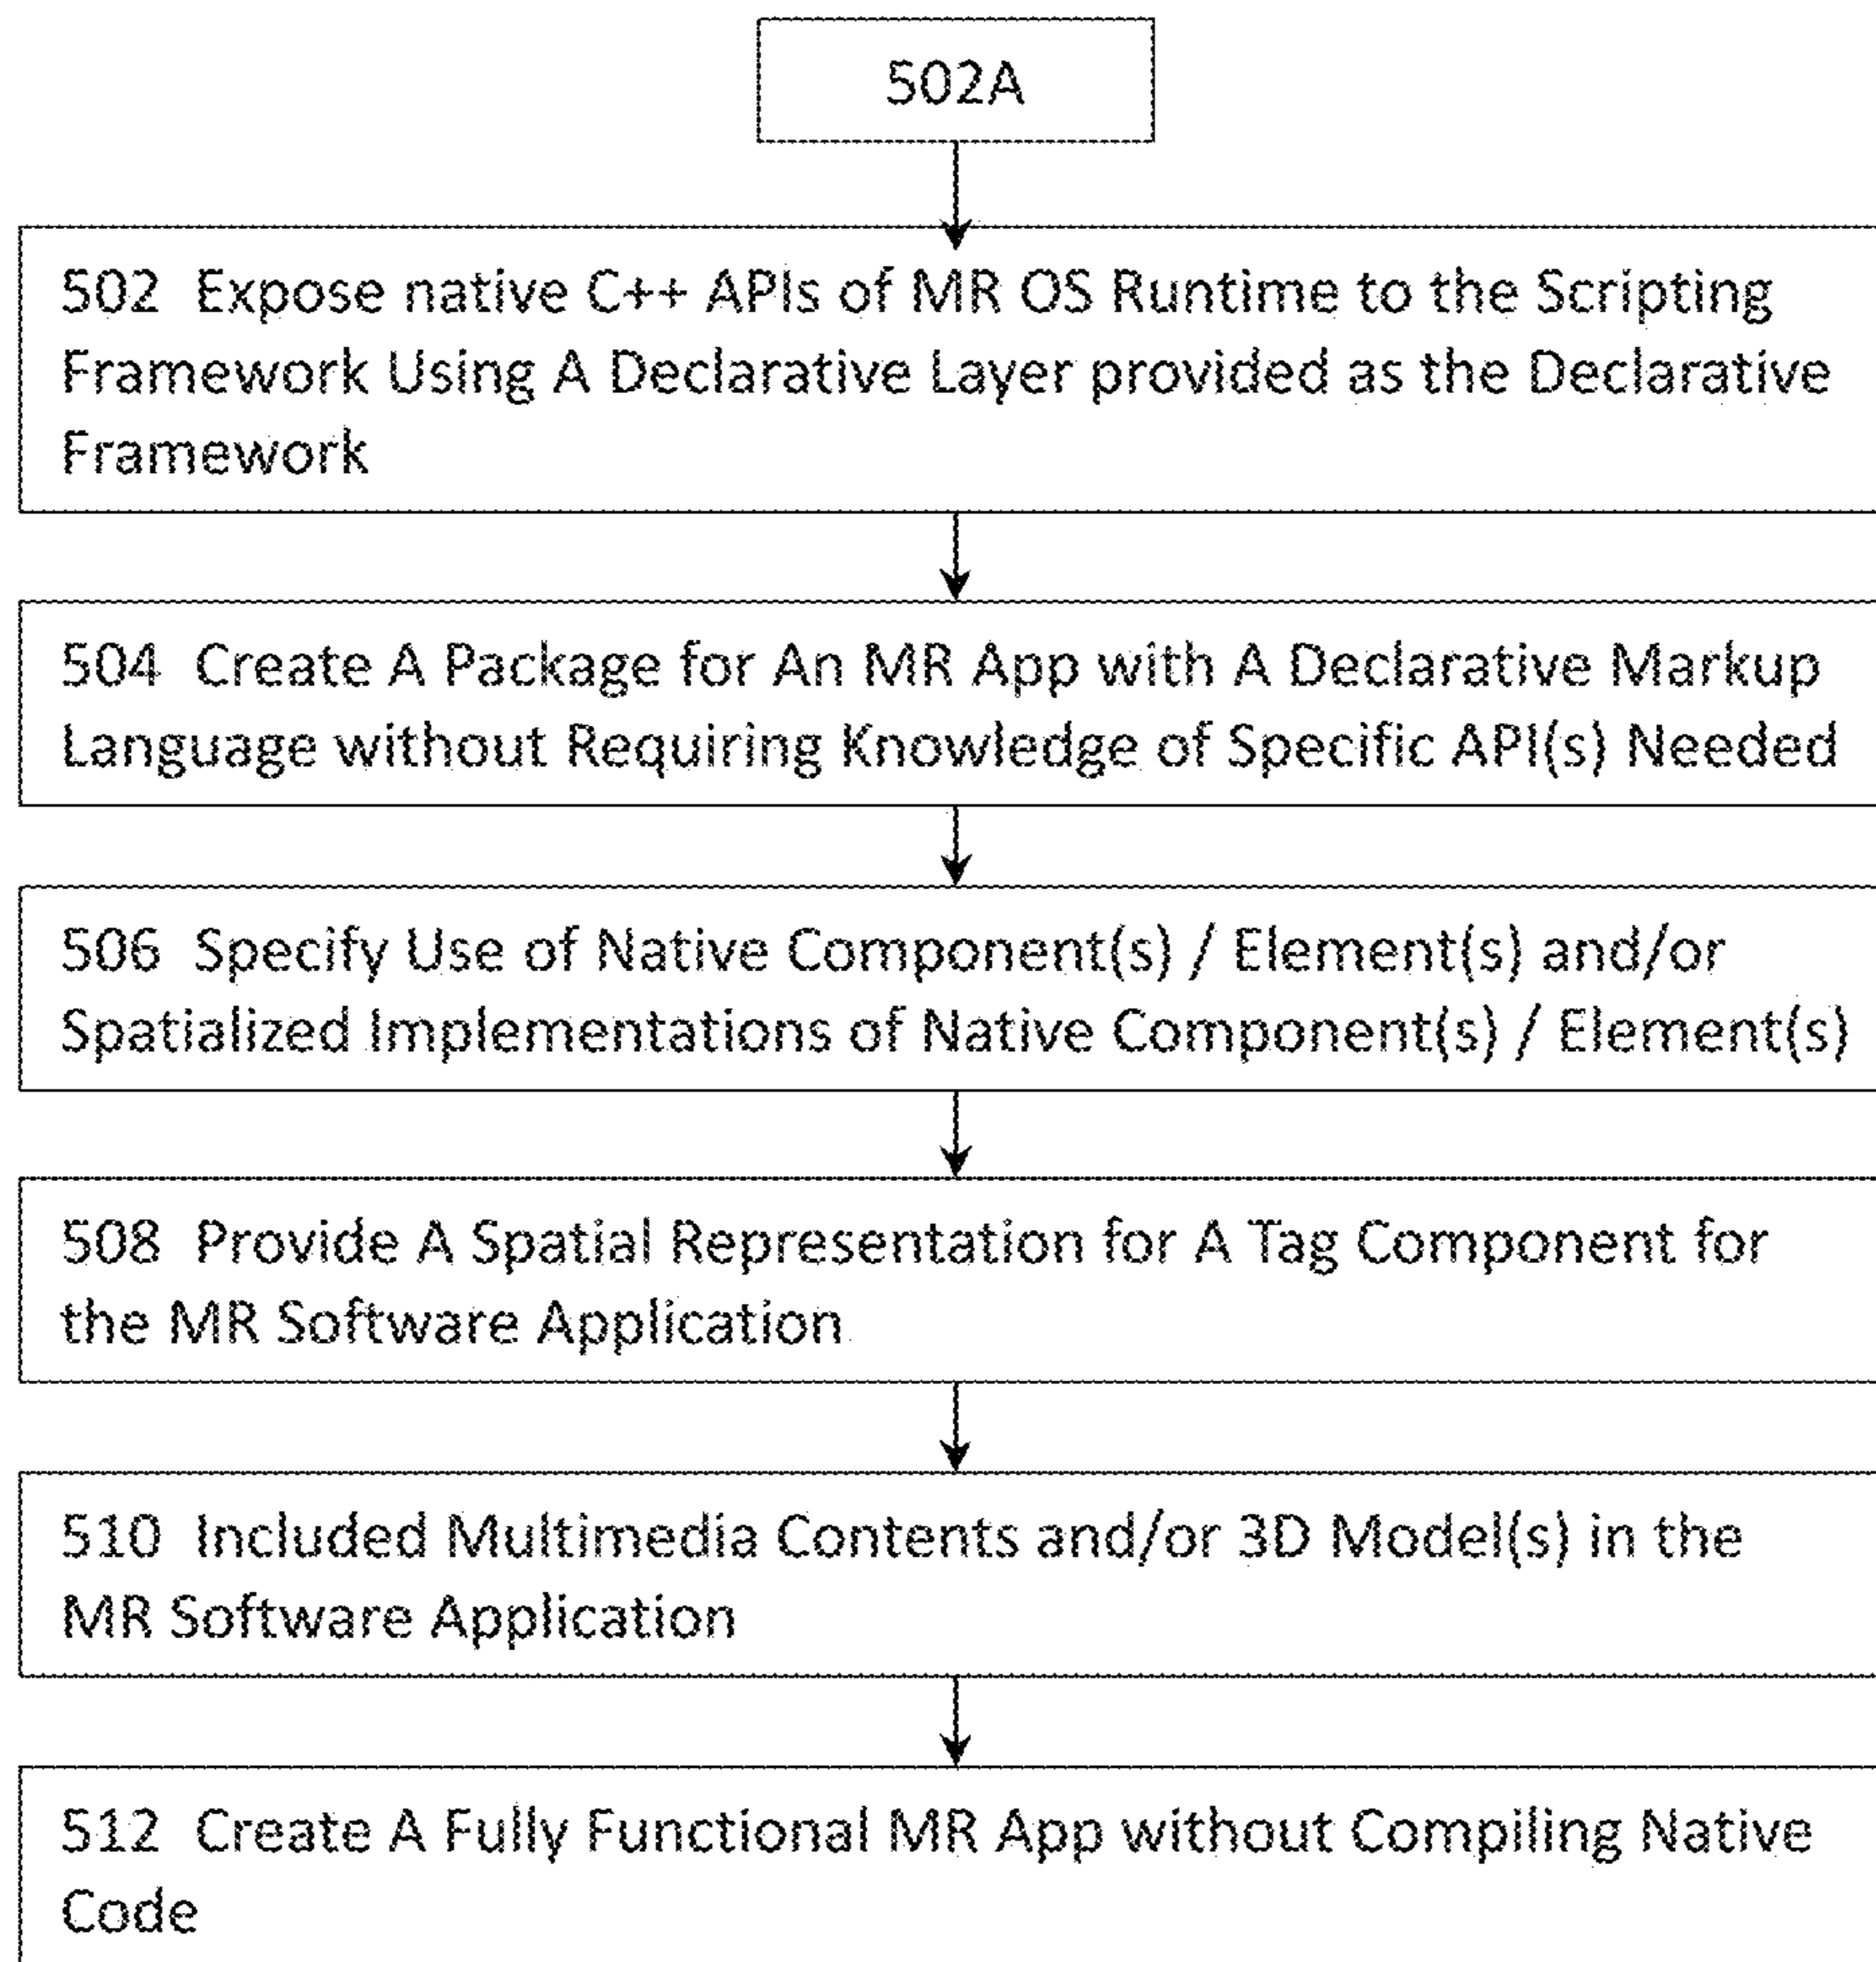 502A
502 Expose native C++ APIs of MR OS Runtime to the Scripting
Framework Using A Declarative Layer provided as the Declarative
Framework
504 Create A Package for An MR App with A Declarative Markup
Language without Requiring Knowledge of Specific API(s) Needed
506 Specify Use of Native Component(s) / Element(s) and/or
Spatialized Implementations of Native Component(s) / Element(s)
508 Provide A Spatial Representation for A Tag Component for
the MR Software Application
510 Included Multimedia Contents and/or 3D Model(s) in the
MR Software Application
512 Create A Fully Functional MR App without Compiling Native
Code